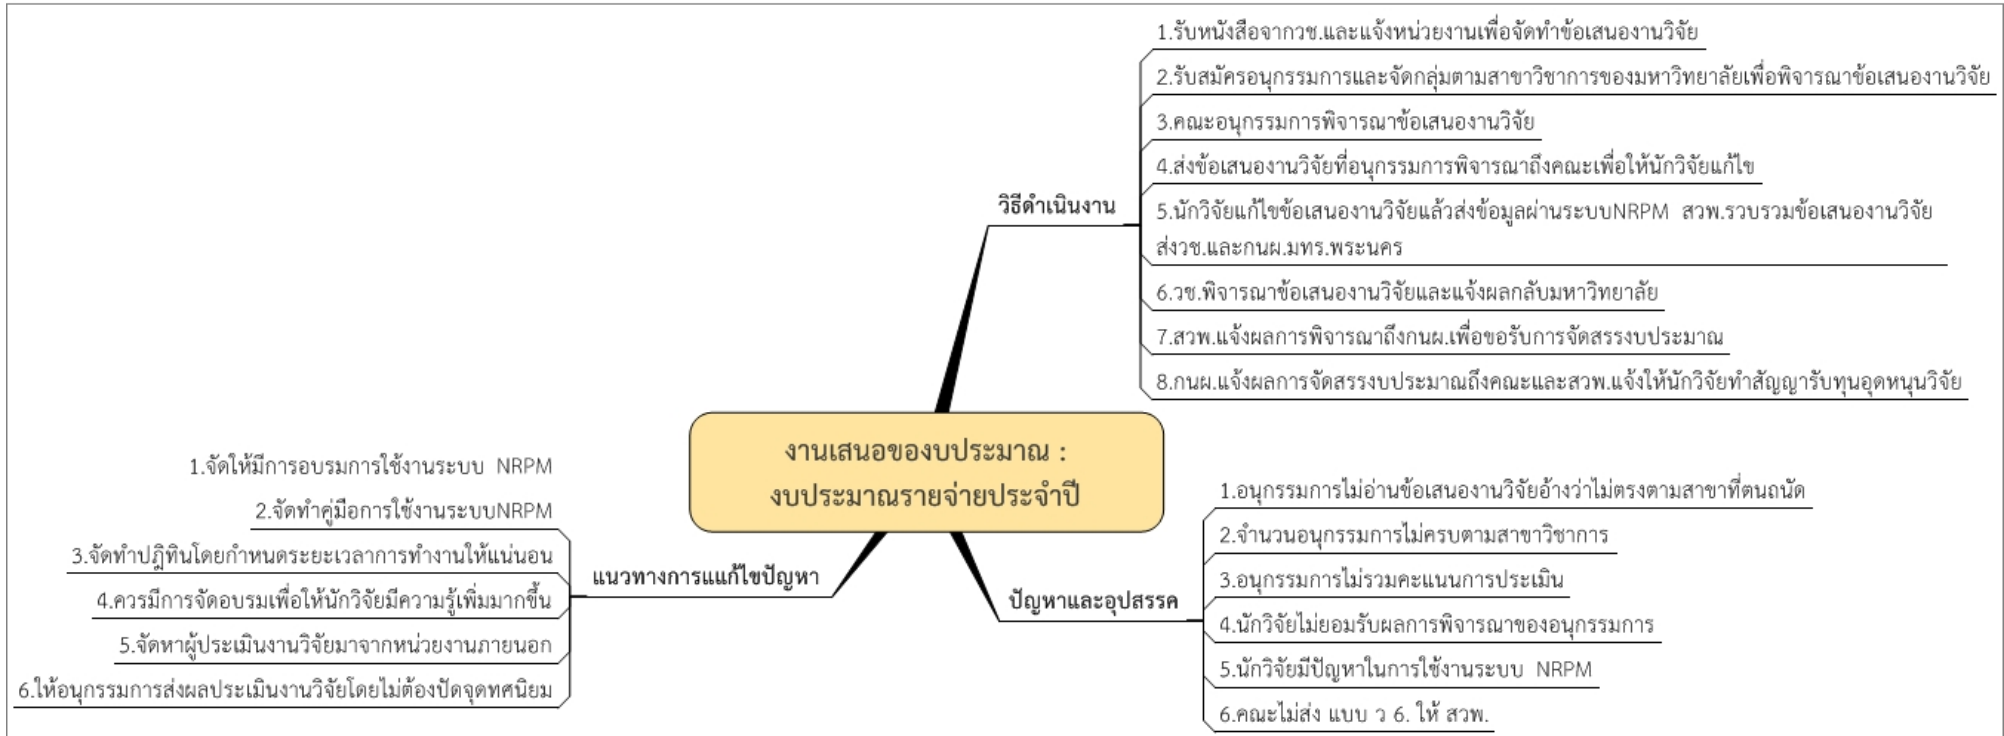 งานเสนอของบประมาณ :
งบประมาณรายจ่ายประจำปี
วิธีดำเนินงาน
1.รับหนังสือจากวช.และแจ้งหน่วยงานเพื่อจัดทำข้อเสนองานวิจัย
2.รับสมัครอนุกรรมการและจัดกลุ่มตามสาขาวิชาการของมหาวิทยาลัยเพื่อพิจารณาข้อเสนองานวิจัย
3.คณะอนุกรรมการพิจารณาข้อเสนองานวิจัย
4.ส่งข้อเสนองานวิจัยที่อนุกรรมการพิจารณาถึงคณะเพื่อให้นักวิจัยแก้ไข
5.นักวิจัยแก้ไขข้อเสนองานวิจัยแล้วส่งข้อมูลผ่านระบบNRPM สวพ.รวบรวมข้อเสนองานวิจัย
ส่งวช.และกนผ.มทร.พระนคร
6.วช.พิจารณาข้อเสนองานวิจัยและแจ้งผลกลับมหาวิทยาลัย
7.สวพ.แจ้งผลการพิจารณาถึงกนผ.เพื่อขอรับการจัดสรรงบประมาณ
8.กนผ.แจ้งผลการจัดสรรงบประมาณถึงคณะและสวพ.แจ้งให้นักวิจัยทำสัญญารับทุนอุดหนุนวิจัย
ปัญหาและอุปสรรค
1.อนุกรรมการไม่อ่านข้อเสนองานวิจัยอ้างว่าไม่ตรงตามสาขาที่ตนถนัด
2.จำนวนอนุกรรมการไม่ครบตามสาขาวิชาการ
3.อนุกรรมการไม่รวมคะแนนการประเมิน
4.นักวิจัยไม่ยอมรับผลการพิจารณาของอนุกรรมการ
5.นักวิจัยมีปัญหาในการใช้งานระบบ NRPM
6.คณะไม่ส่ง แบบ ว 6. ให้ สวพ.
แนวทางการแแก้ไขปัญหา
1.จัดให้มีการอบรมการใช้งานระบบ NRPM
2.จัดทำคู่มือการใช้งานระบบNRPM
3.จัดทำปฏิทินโดยกำหนดระยะเวลาการทำงานให้แน่นอน
4.ควรมีการจัดอบรมเพื่อให้นักวิจัยมีความรู้เพิ่มมากขึ้น
5.จัดหาผู้ประเมินงานวิจัยมาจากหน่วยงานภายนอก
6.ให้อนุกรรมการส่งผลประเมินงานวิจัยโดยไม่ต้องปัดจุดทศนิยม